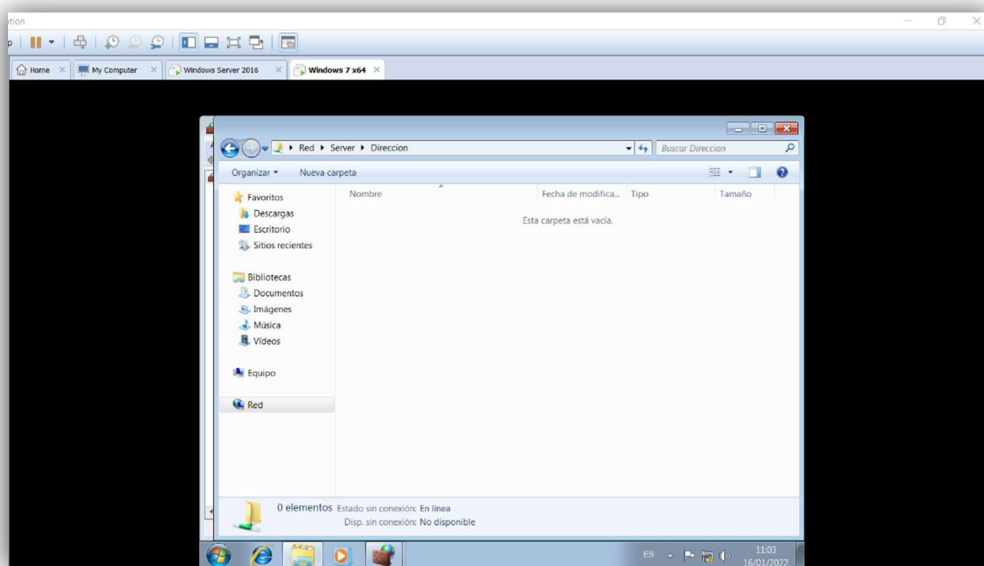 Home
My Computer
Windows Server 2016
Windows 7 x64
Red ▸ Server ▸ Direccion
Buscar Direccion
Organizar
Nueva carpeta
Nombre
Fecha de modifica...
Tipo
Tamaño
Esta carpeta está vacía.
Favoritos
Descargas
Escritorio
Sitios recientes
Bibliotecas
Documentos
Imágenes
Música
Vídeos
Equipo
Red
0 elementos
Estado sin conexión: En línea
Disp. sin conexión: No disponible
ES
11:03
16/01/2022